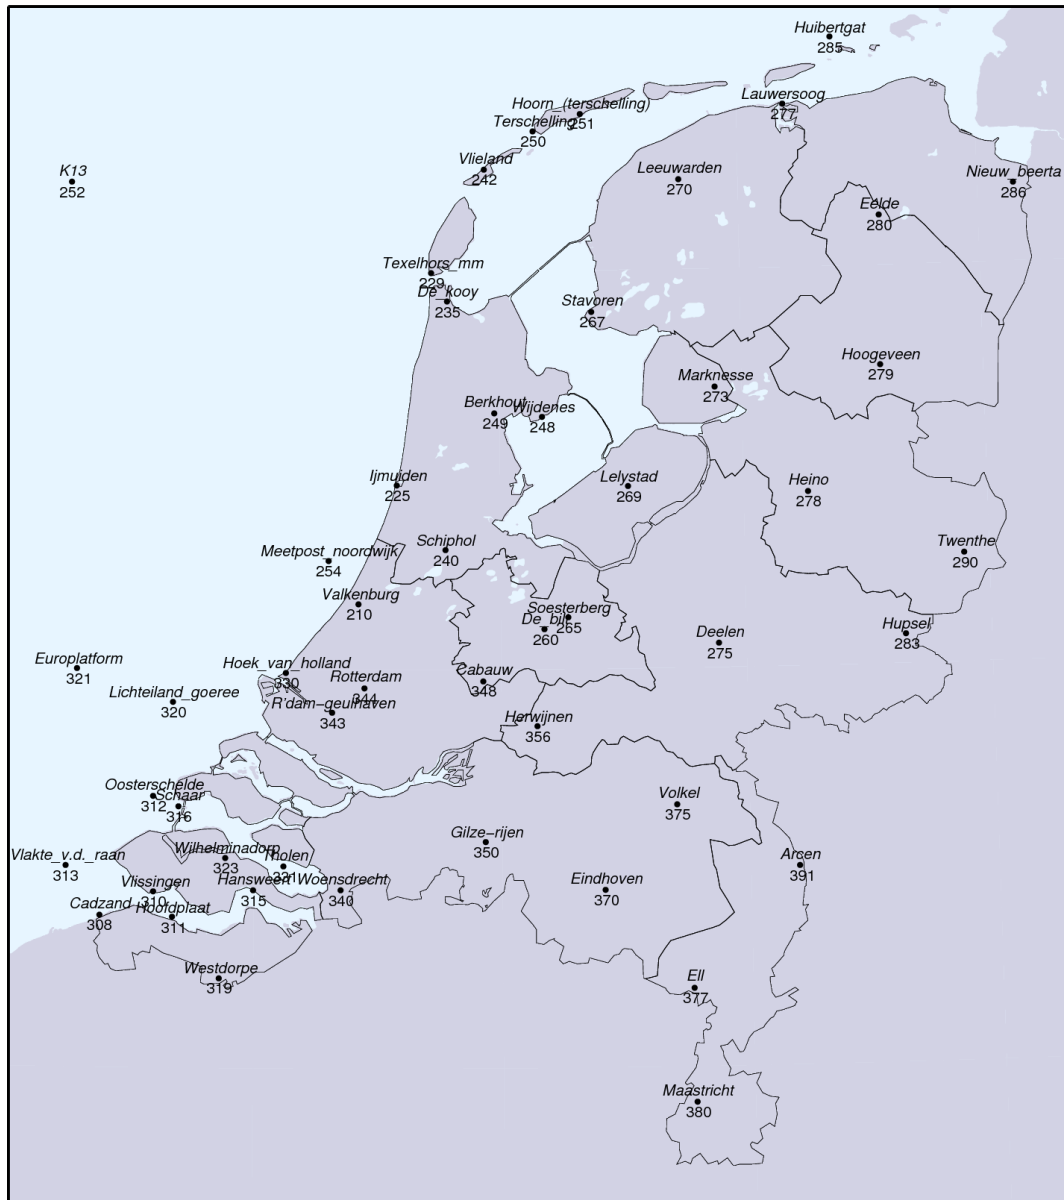 Huibertgat
285
Lauwersoog
277
Hoorn_(terschelling)
251
Terschelling
250
Vlieland
242
K13
252
Leeuwarden
270
Nieuw_beerta
286
Eelde
280
Texelhors_mm
229
De_kooy
235
Stavoren
267
Hoogeveen
279
Marknesse
273
Berkhout
249
Wijdenes
248
Ijmuiden
225
Lelystad
269
Heino
278
Schiphol
240
Twenthe
290
Meetpost_noordwijk
254
Valkenburg
210
Soesterberg
265
De_bilt
260
Deelen
275
Hupsel
283
Europlatform
321
Hoek_van_holland
330
Rotterdam
344
Cabauw
348
Lichteiland_goeree
320
R'dam-geulhaven
343
Herwijnen
356
Oosterschelde
312
Schaar
316
Volkel
375
Gilze-rijen
350
Vlakte_v.d._raan
313
Wilhelminadorp
323
Tholen
331
Arcen
391
Vlissingen
310
Hansweert
315
Woensdrecht
340
Eindhoven
370
Cadzand
308
Hoofdplaat
311
Westdorpe
319
Ell
377
Maastricht
380